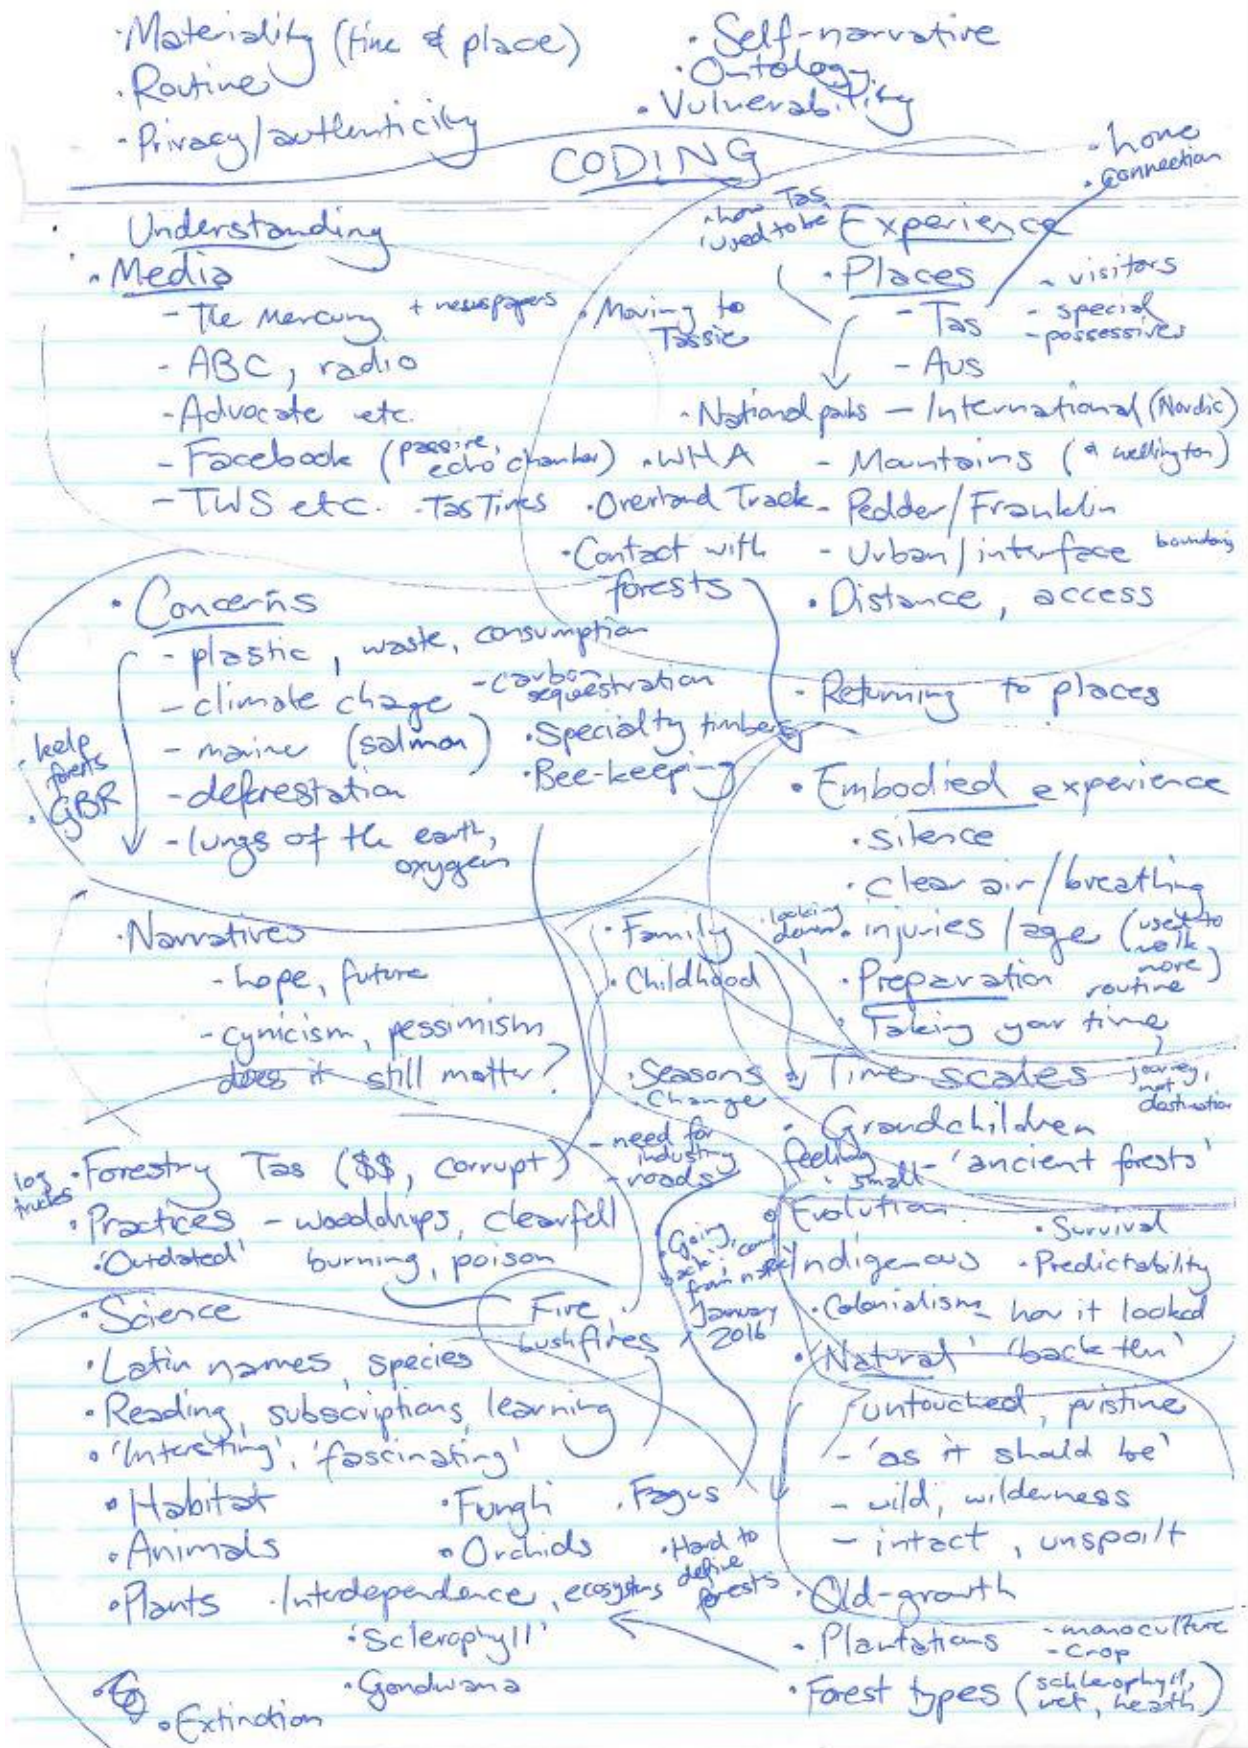 · Materiality (time & place)
· Routine
· Privacy/authenticity
· Self-narrative
· Ontology
· Vulnerability
CODING
· home
· connection
Understanding
· Media
- The Mercury + newspapers
- ABC, radio
- Advocate etc.
- Facebook (passive, echo chamber)
- TWS etc. · Tas Times
· how Tas used to be
Experience
· Places
- visitors
- special
- possessives
- Tas
- Aus
· Moving to Tassie
· National parks - International (Nordic)
· WHA - Mountains (wellington)
· Overland Track - Pedder/Franklin
· Contact with forests
- Urban/interface boundary
· Distance, access
· Returning to places
· Concerns
- plastic, waste, consumption
- climate chage - carbon sequestration
- marine (salmon)
- deforestation
- lungs of the earth, oxygen
· kelp forests
· GBR
· Specialty timbers
· Bee-keeping
· Embodied experience
· Silence
· Clear air/breathing
· injuries/age (used to walk more)
· looking down
· Preparation routine
· Taking your time
journey, not destination
· Narratives
- hope, future
- cynicism, pessimism
does it still matter?
· Family
· Childhood
· Seasons
Change
· Time scales
· Grandchildren
feeling small
- 'ancient forests'
log trucks
· Forestry Tas ($$, corrupt)
- need for industry
- roads
· Practices - woodchips, clearfell
'Outdated' burning, poison
· Evolution
· Indigenous
· Survival
· Predictability
· Colonialism - how it looked 'back then'
January 2016
· Science
Fire
bushfires
· Latin names, species
· Reading, subscriptions, learning
· 'Interesting', 'fascinating'
· Habitat · Fungi · Fagus
· Animals · Orchids
· Hard to define forests
· Plants · Interdependence, ecosystems
· 'Sclerophyll'
· Gondwana
· Extinction
· 'Natural'
untouched, pristine
- 'as it should be'
- wild, wilderness
- intact, unspoilt
· Old-growth
· Plantations - monoculture
- crop
· Forest types (schlerophyll, wet, heath)